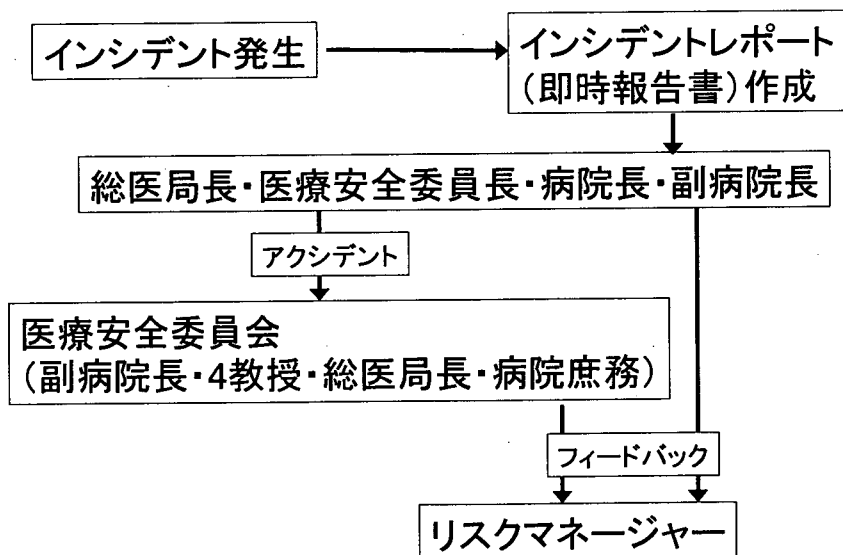 インシデント発生
インシデントレポート
(即時報告書)作成
総医局長・医療安全委員長・病院長・副病院長
アクシデント
医療安全委員会
(副病院長・4教授・総医局長・病院庶務)
フィードバック
リスクマネージャー